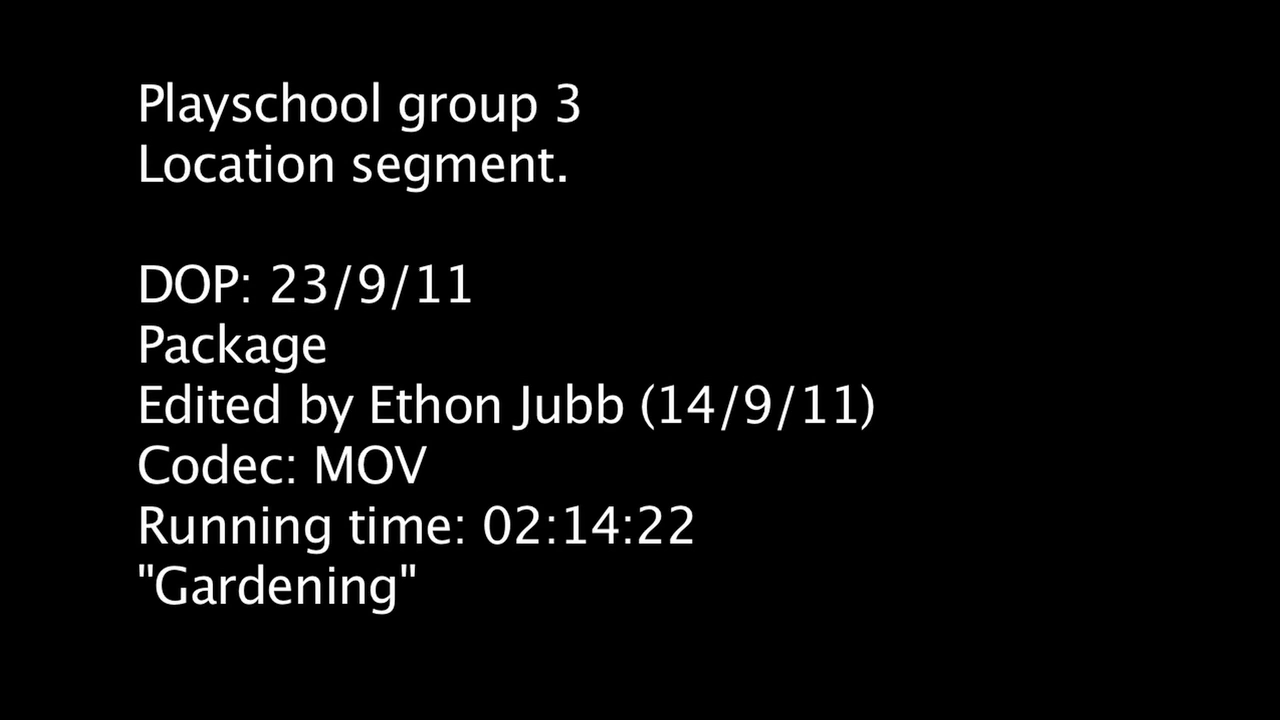 Playschool group 3
Location segment.
DOP: 23/9/11
Package
Edited by Ethon Jubb (14/9/11)
Codec: MOV
Running time: 02:14:22
"Gardening"